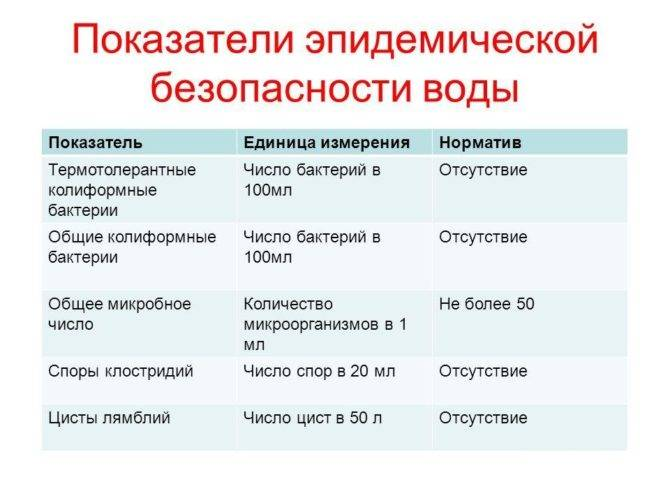 Показатели эпидемической
безопасности воды
Показатель Единица измерения Норматив
Термотолерантные колиформные бактерии Число бактерий в 100мл Отсутствие
Общие колиформные бактерии Число бактерий в 100мл Отсутствие
Общее микробное число Количество микроорганизмов в 1 мл Не более 50
Споры клостридий Число спор в 20 мл Отсутствие
Цисты лямблий Число цист в 50 л Отсутствие